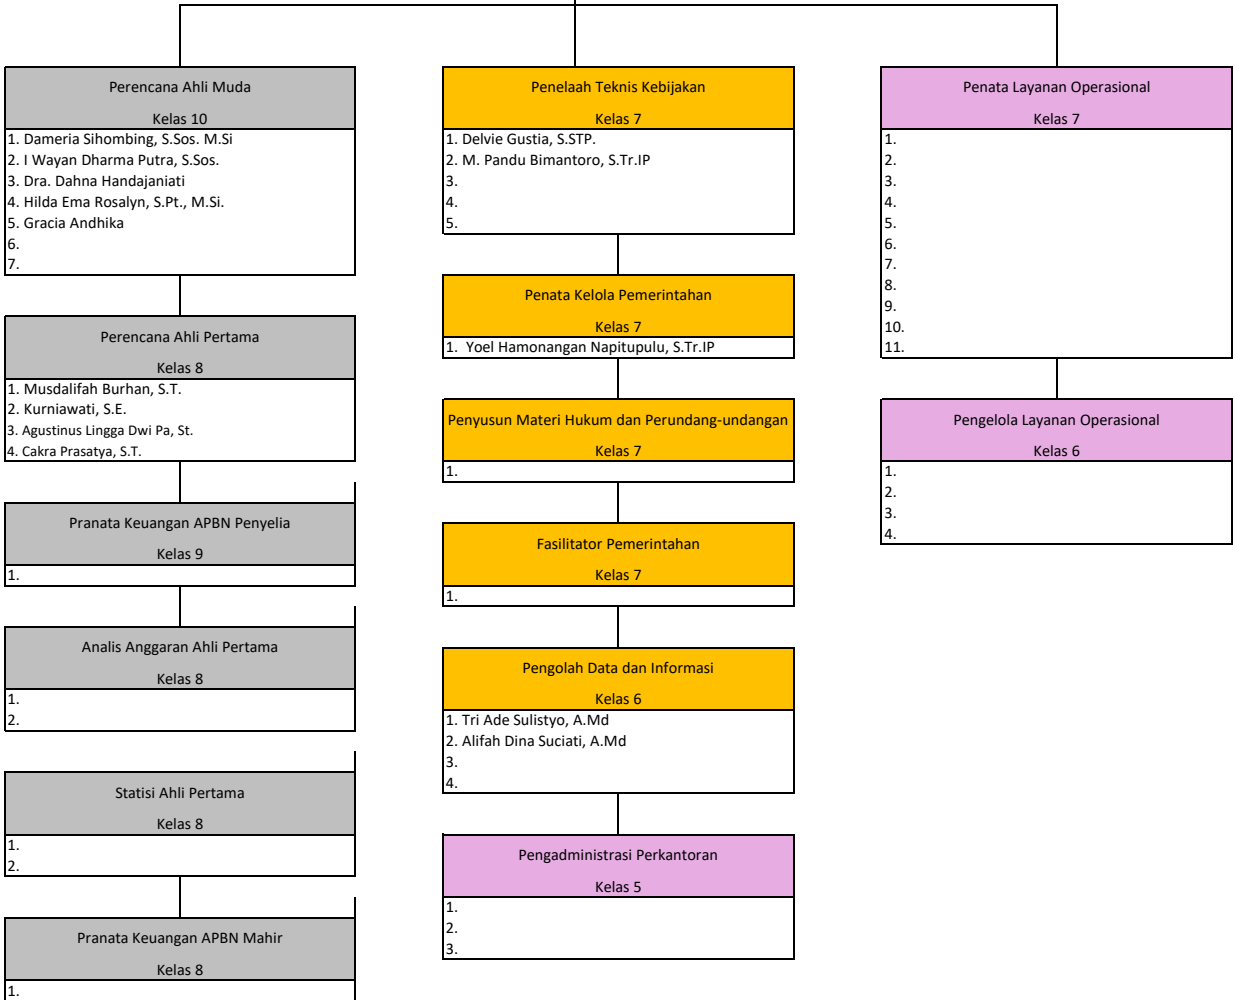 Perencana Ahli Muda
Kelas 10
1. Dameria Sihombing, S.Sos. M.Si
2. I Wayan Dharma Putra, S.Sos.
3. Dra. Dahna Handajaniati
4. Hilda Ema Rosalyn, S.Pt., M.Si.
5. Gracia Andhika
6.
7.
Perencana Ahli Pertama
Kelas 8
1. Musdalifah Burhan, S.T.
2. Kurniawati, S.E.
3. Agustinus Lingga Dwi Pa, St.
4. Cakra Prasatya, S.T.
Pranata Keuangan APBN Penyelia
Kelas 9
1.
Analis Anggaran Ahli Pertama
Kelas 8
1.
2.
Statisi Ahli Pertama
Kelas 8
1.
2.
Pranata Keuangan APBN Mahir
Kelas 8
1.
Penelaah Teknis Kebijakan
Kelas 7
1. Delvie Gustia, S.STP.
2. M. Pandu Bimantoro, S.Tr.IP
3.
4.
5.
Penata Kelola Pemerintahan
Kelas 7
1. Yoel Hamonangan Napitupulu, S.Tr.IP
Penyusun Materi Hukum dan Perundang-undangan
Kelas 7
1.
Fasilitator Pemerintahan
Kelas 7
1.
Pengolah Data dan Informasi
Kelas 6
1. Tri Ade Sulistyo, A.Md
2. Alifah Dina Suciati, A.Md
3.
4.
Pengadministrasi Perkantoran
Kelas 5
1.
2.
3.
Penata Layanan Operasional
Kelas 7
1.
2.
3.
4.
5.
6.
7.
8.
9.
10.
11.
Pengelola Layanan Operasional
Kelas 6
1.
2.
3.
4.